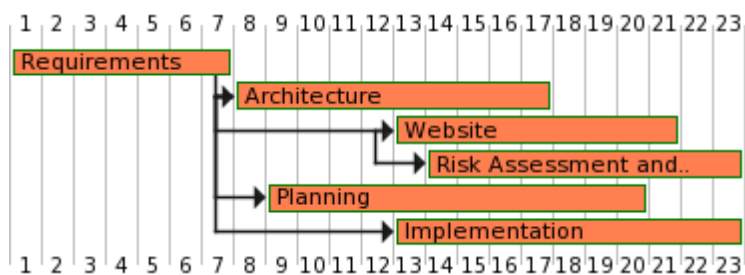 1 2 3 4 5 6 7 8 9 10 11 12 13 14 15 16 17 18 19 20 21 22 23
Requirements
Architecture
Website
Risk Assessment and..
Planning
Implementation
1 2 3 4 5 6 7 8 9 10 11 12 13 14 15 16 17 18 19 20 21 22 23